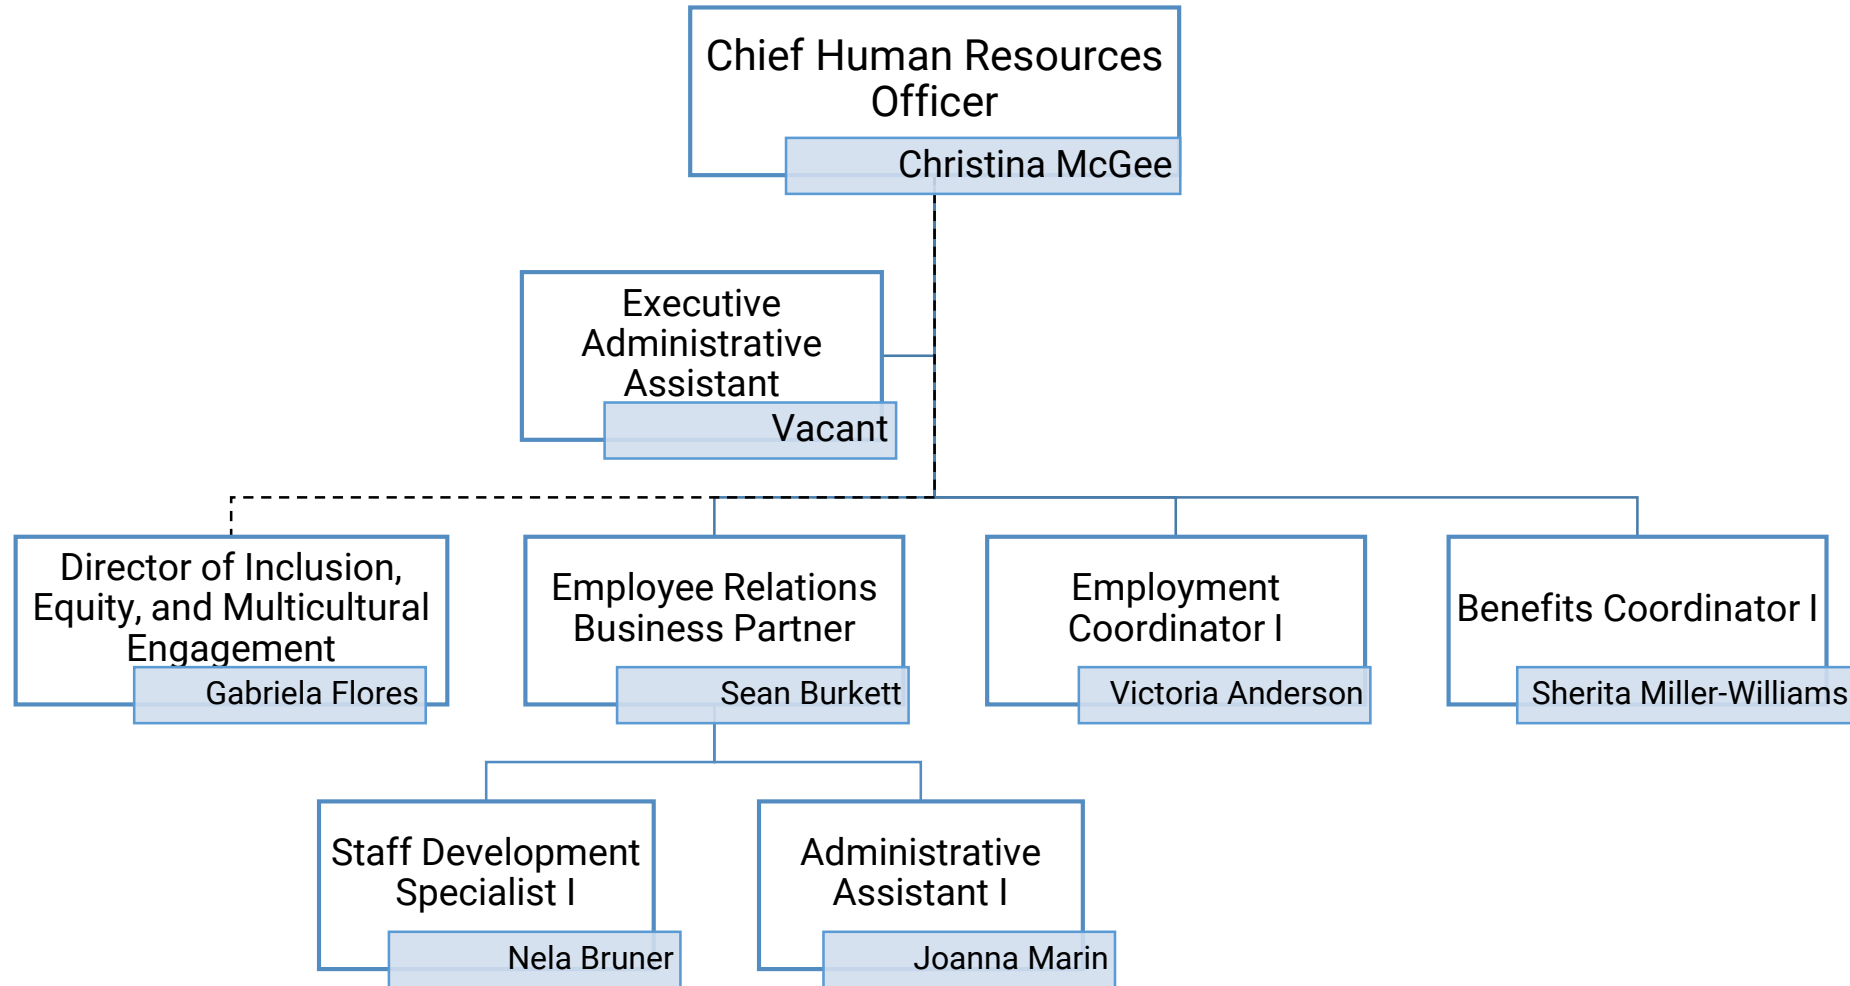 Chief Human Resources
Officer
Christina McGee
Executive
Administrative
Assistant
Vacant
Director of Inclusion,
Equity, and Multicultural
Engagement
Gabriela Flores
Employee Relations
Business Partner
Sean Burkett
Employment
Coordinator I
Victoria Anderson
Benefits Coordinator I
Sherita Miller-Williams
Staff Development
Specialist I
Nela Bruner
Administrative
Assistant I
Joanna Marin